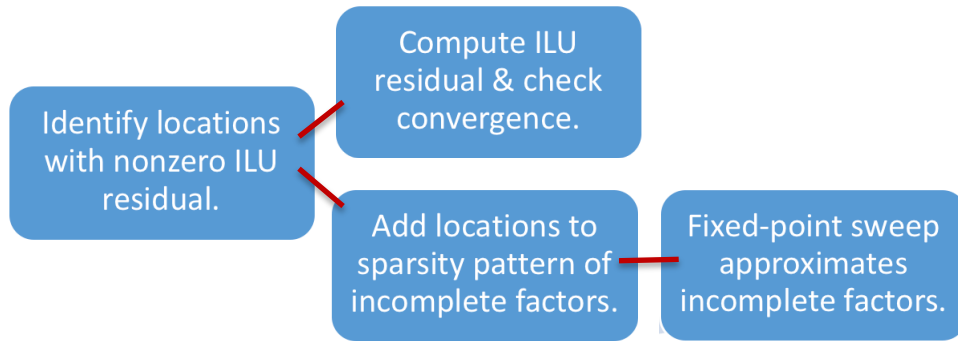 Identify locations
with nonzero ILU
residual.
Compute ILU
residual & check
convergence.
Add locations to
sparsity pattern of
incomplete factors.
Fixed-point sweep
approximates
incomplete factors.